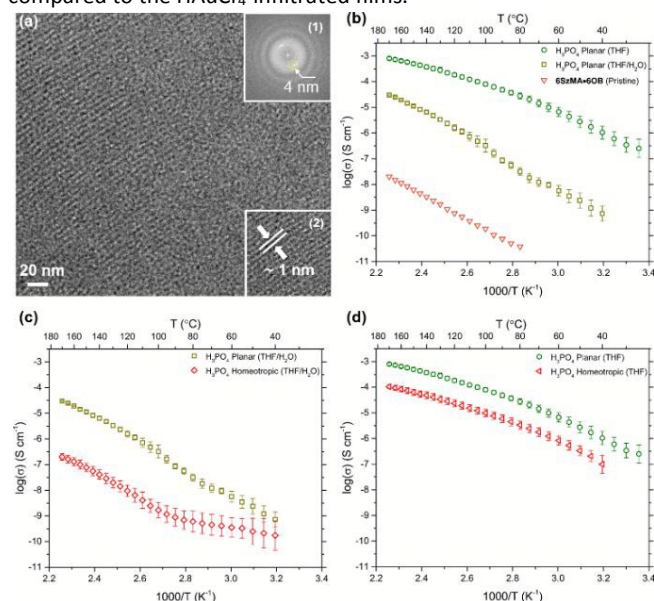 compared to the HAuCl4-infiltrated films.
(a)
(1)
4 nm
(2)
~ 1 nm
20 nm
(b)
T (°C)
180 160 140 120 100 80 60 40
H3PO4 Planar (THF)
H3PO4 Planar (THF/H2O)
6SzMA•6OB (Pristine)
log(σ) (S cm-1)
-2
-3
-4
-5
-6
-7
-8
-9
-10
-11
2.2 2.4 2.6 2.8 3.0 3.2 3.4
1000/T (K-1)
(c)
T (°C)
180 160 140 120 100 80 60 40
H3PO4 Planar (THF/H2O)
H3PO4 Homeotropic (THF/H2O)
log(σ) (S cm-1)
-3
-4
-5
-6
-7
-8
-9
-10
-11
2.2 2.4 2.6 2.8 3.0 3.2 3.4
1000/T (K-1)
(d)
T (°C)
180 160 140 120 100 80 60 40
H3PO4 Planar (THF)
H3PO4 Homeotropic (THF)
log(σ) (S cm-1)
-3
-4
-5
-6
-7
-8
-9
-10
-11
2.2 2.4 2.6 2.8 3.0 3.2 3.4
1000/T (K-1)